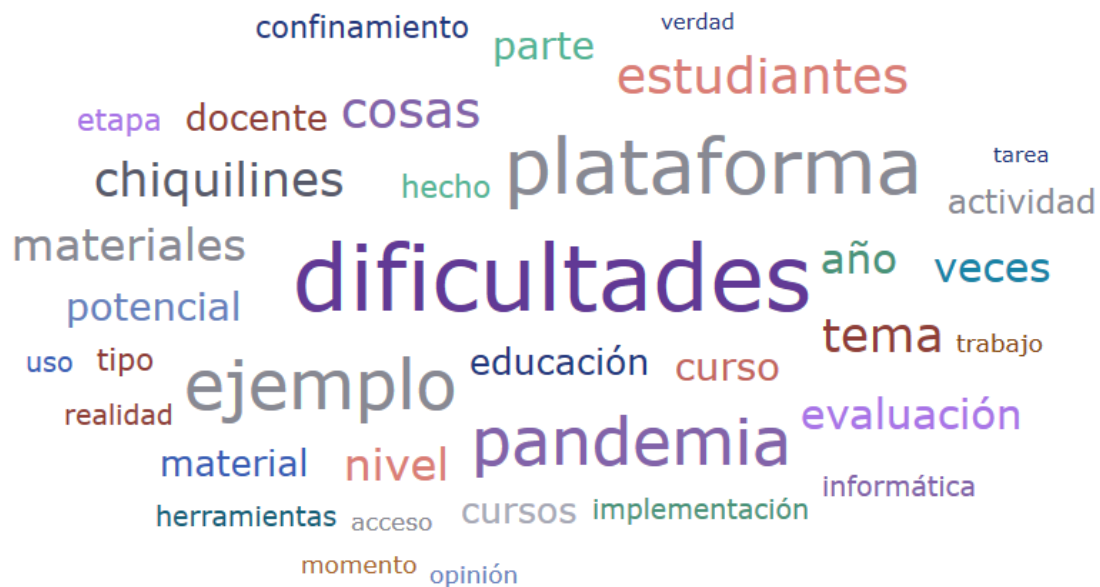 confinamiento
parte
verdad
estudiantes
etapa
docente
cosas
chiquilines
hecho
plataforma
tarea
actividad
materiales
dificultades
año
veces
potencial
tema
trabajo
uso
tipo
ejemplo
educación
curso
realidad
pandemia
evaluación
material
nivel
informática
herramientas
acceso
cursos
implementación
momento
opinión